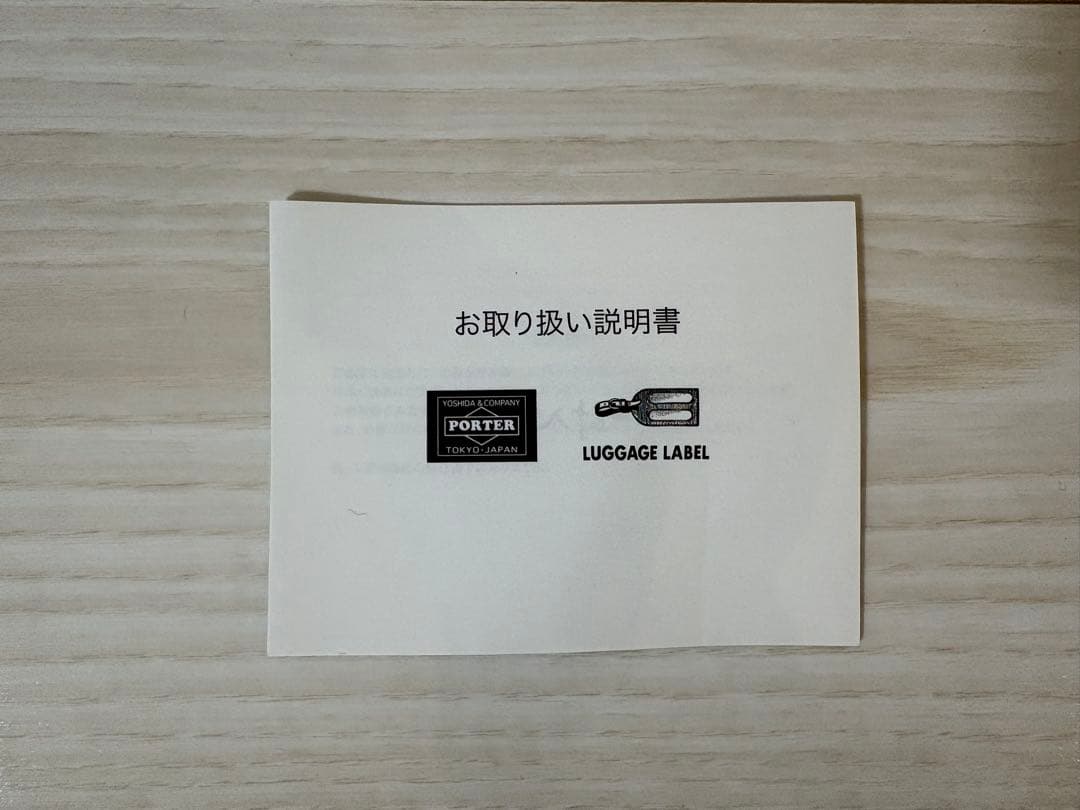 お取り扱い説明書
YOSHIDA & COMPANY
PORTER
TOKYO・JAPAN
LUGGAGE LABEL